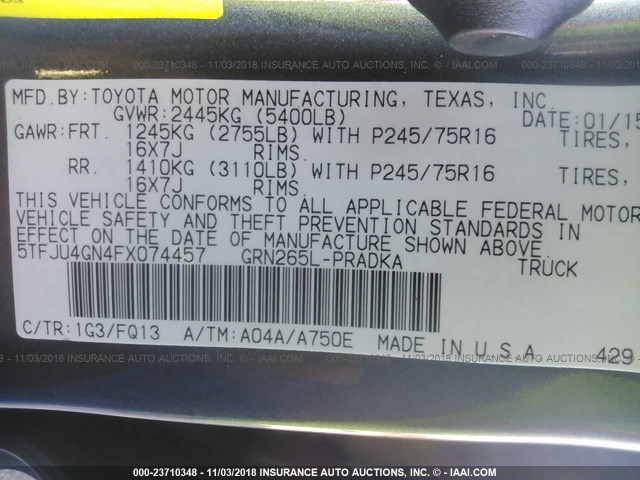 000-23710348 - 11/03/2018 INSURANCE AUTO AUCTIONS, INC. © - IAAI.COM
MFD.BY:TOYOTA MOTOR MANUFACTURING, TEXAS, INC.
GVWR:2445KG (5400LB) DATE:01/15
GAWR:FRT. 1245KG (2755LB) WITH P245/75R16 TIRES,
16X7J RIMS.
RR. 1410KG (3110LB) WITH P245/75R16 TIRES,
16X7J RIMS.
THIS VEHICLE CONFORMS TO ALL APPLICABLE FEDERAL MOTOR
VEHICLE SAFETY AND THEFT PREVENTION STANDARDS IN
EFFECT ON THE DATE OF MANUFACTURE SHOWN ABOVE.
5TFJU4GN4FX074457 GRN265L-PRADKA TRUCK
C/TR:1G3/FQ13 A/TM:A04A/A750E MADE IN U.S.A. 429
000-23710348 - 11/03/2018 INSURANCE AUTO AUCTIONS, INC. © - IAAI.COM